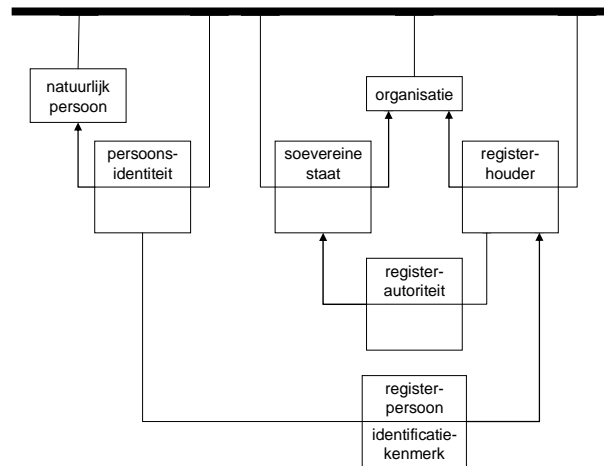 natuurlijk
persoon
organisatie
persoons-
identiteit
soevereine
staat
register-
houder
register-
autoriteit
register-
persoon
identificatie-
kenmerk